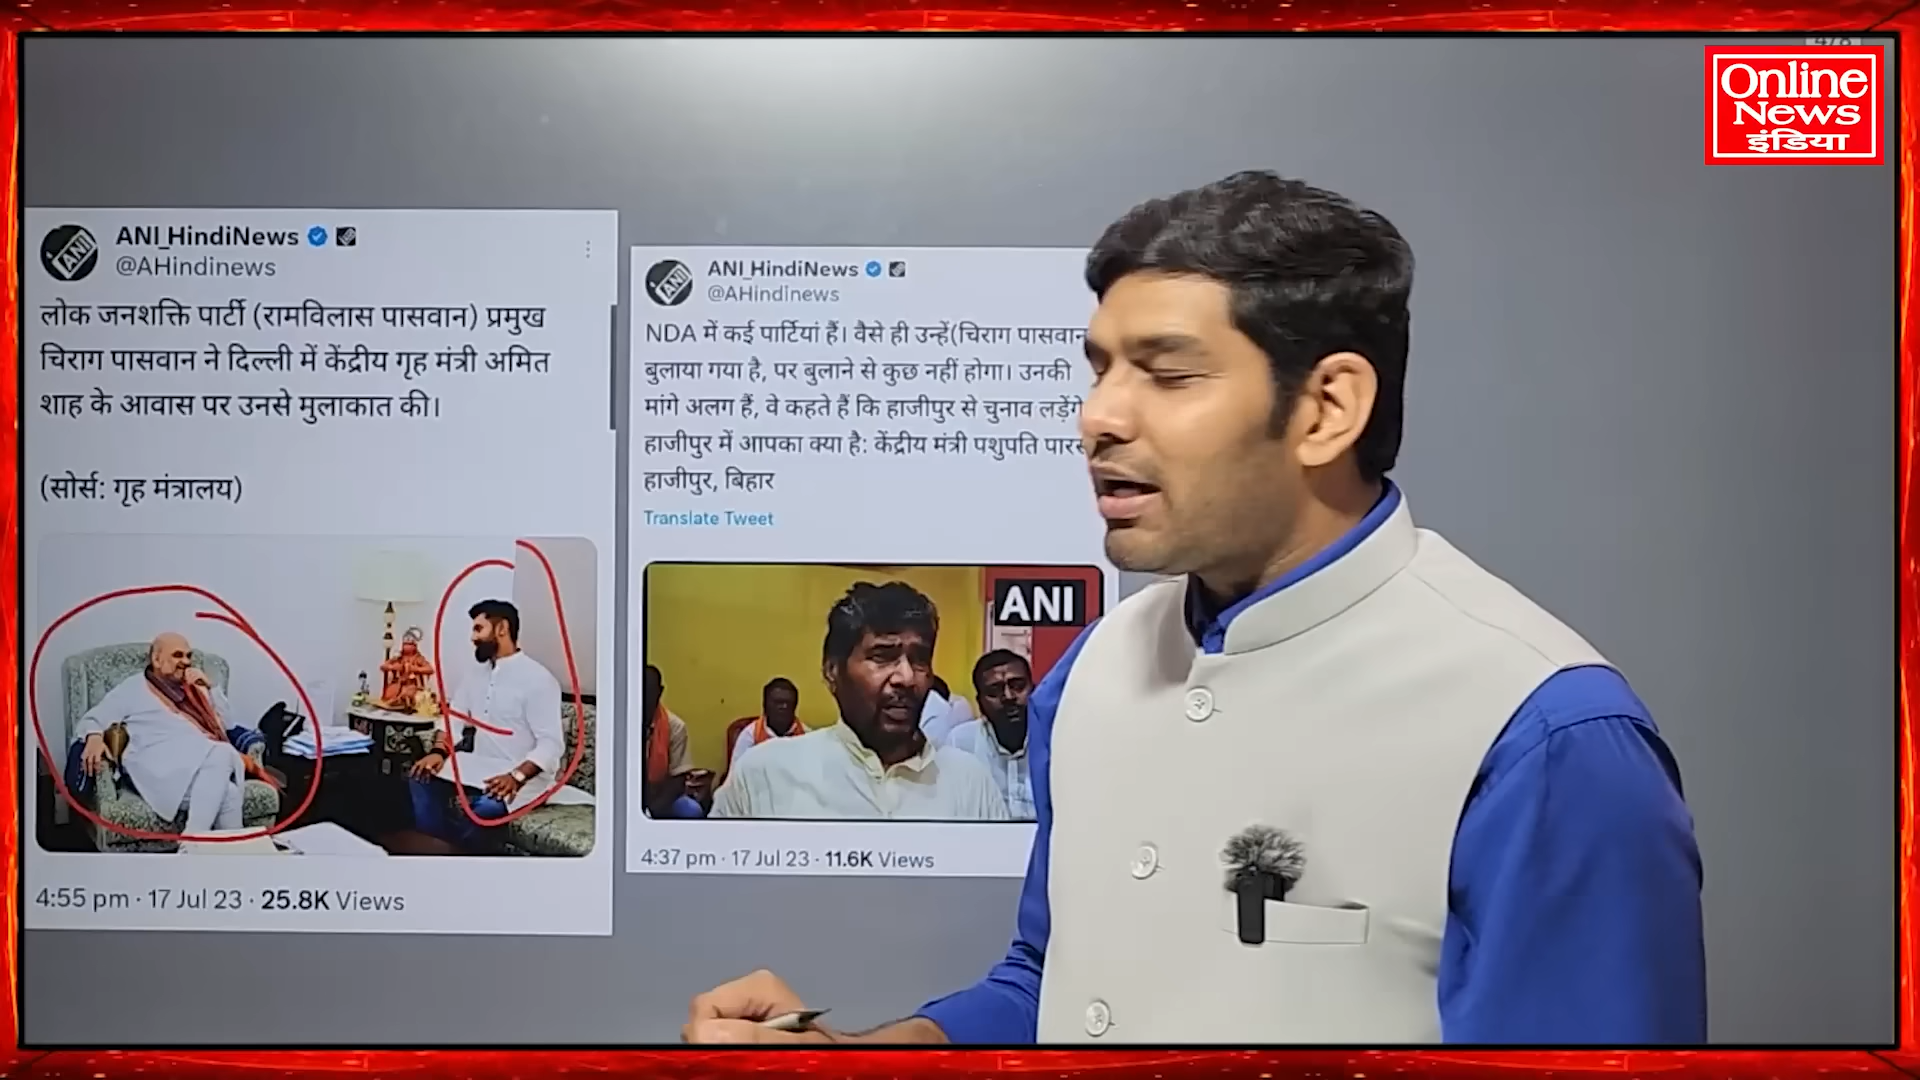 Online
News
इंडिया
ANI_HindiNews
@AHindinews
लोक जनशक्ति पार्टी (रामविलास पासवान) प्रमुख
चिराग पासवान ने दिल्ली में केंद्रीय गृह मंत्री अमित
शाह के आवास पर उनसे मुलाकात की।
(सोर्स: गृह मंत्रालय)
4:55 pm · 17 Jul 23 · 25.8K Views
ANI_HindiNews
@AHindinews
NDA में कई पार्टियां हैं। वैसे ही उन्हें(चिराग पासवान
बुलाया गया है, पर बुलाने से कुछ नहीं होगा। उनकी
मांगे अलग हैं, वे कहते हैं कि हाजीपुर से चुनाव लड़ेंगे
हाजीपुर में आपका क्या है: केंद्रीय मंत्री पशुपति
हाजीपुर, बिहार
Translate Tweet
ANI
4:37 pm · 17 Jul 23 · 11.6K Views